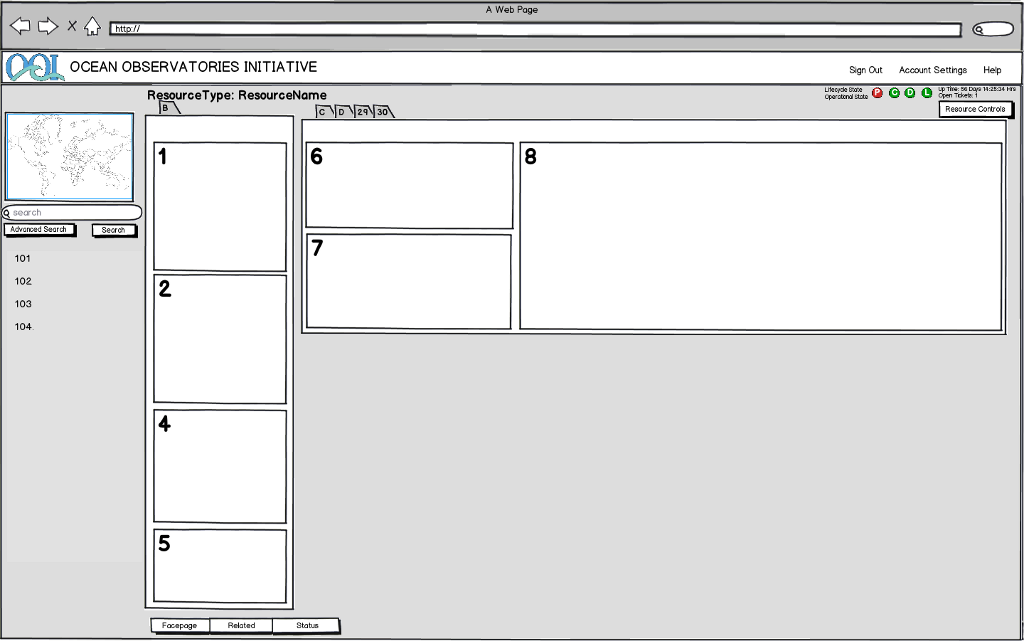 A Web Page
http://
OOI OCEAN OBSERVATORIES INITIATIVE
Sign Out Account Settings Help
ResourceType: ResourceName
Lifecycle State
Operational State
P C D L
Up Time: 56 Days 14:28:34 Hrs
Open Tickets: 1
Resource Controls
B
C D 29 30
search
Advanced Search Search
101
102
103
104
1
2
4
5
6
7
8
Facepage Related Status